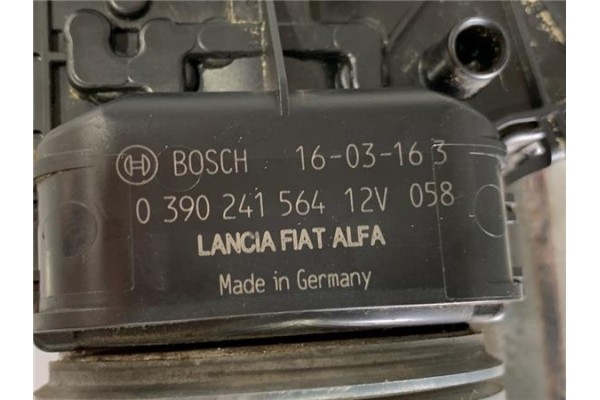 BOSCH 16-03-16 3
0 390 241 564 12V 058
LANCIA FIAT ALFA
Made in Germany